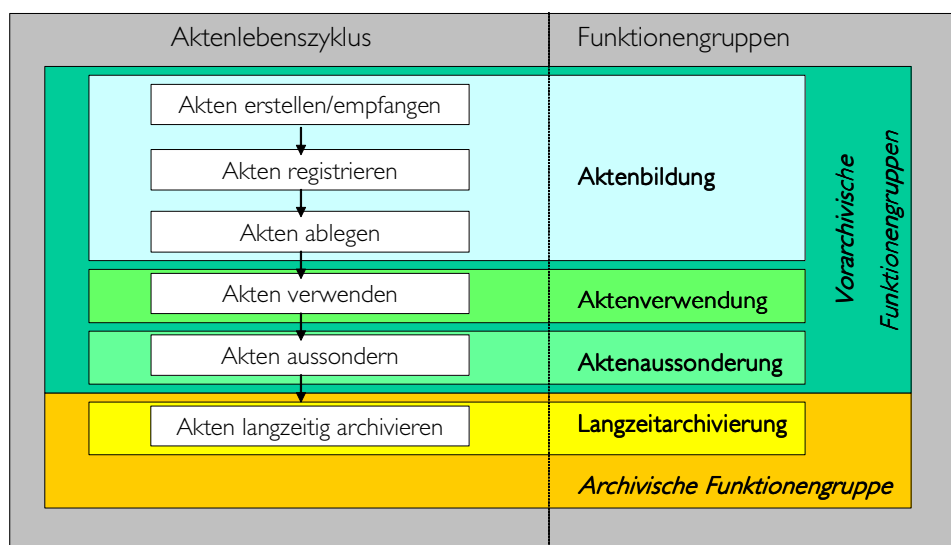 Aktenlebenszyklus
Funktionengruppen
Akten erstellen/empfangen
Akten registrieren
Aktenbildung
Akten ablegen
Akten verwenden
Aktenverwendung
Akten aussondern
Aktenaussonderung
Vorarchivische
Funktionengruppen
Akten langzeitig archivieren
Langzeitarchivierung
Archivische Funktionengruppe